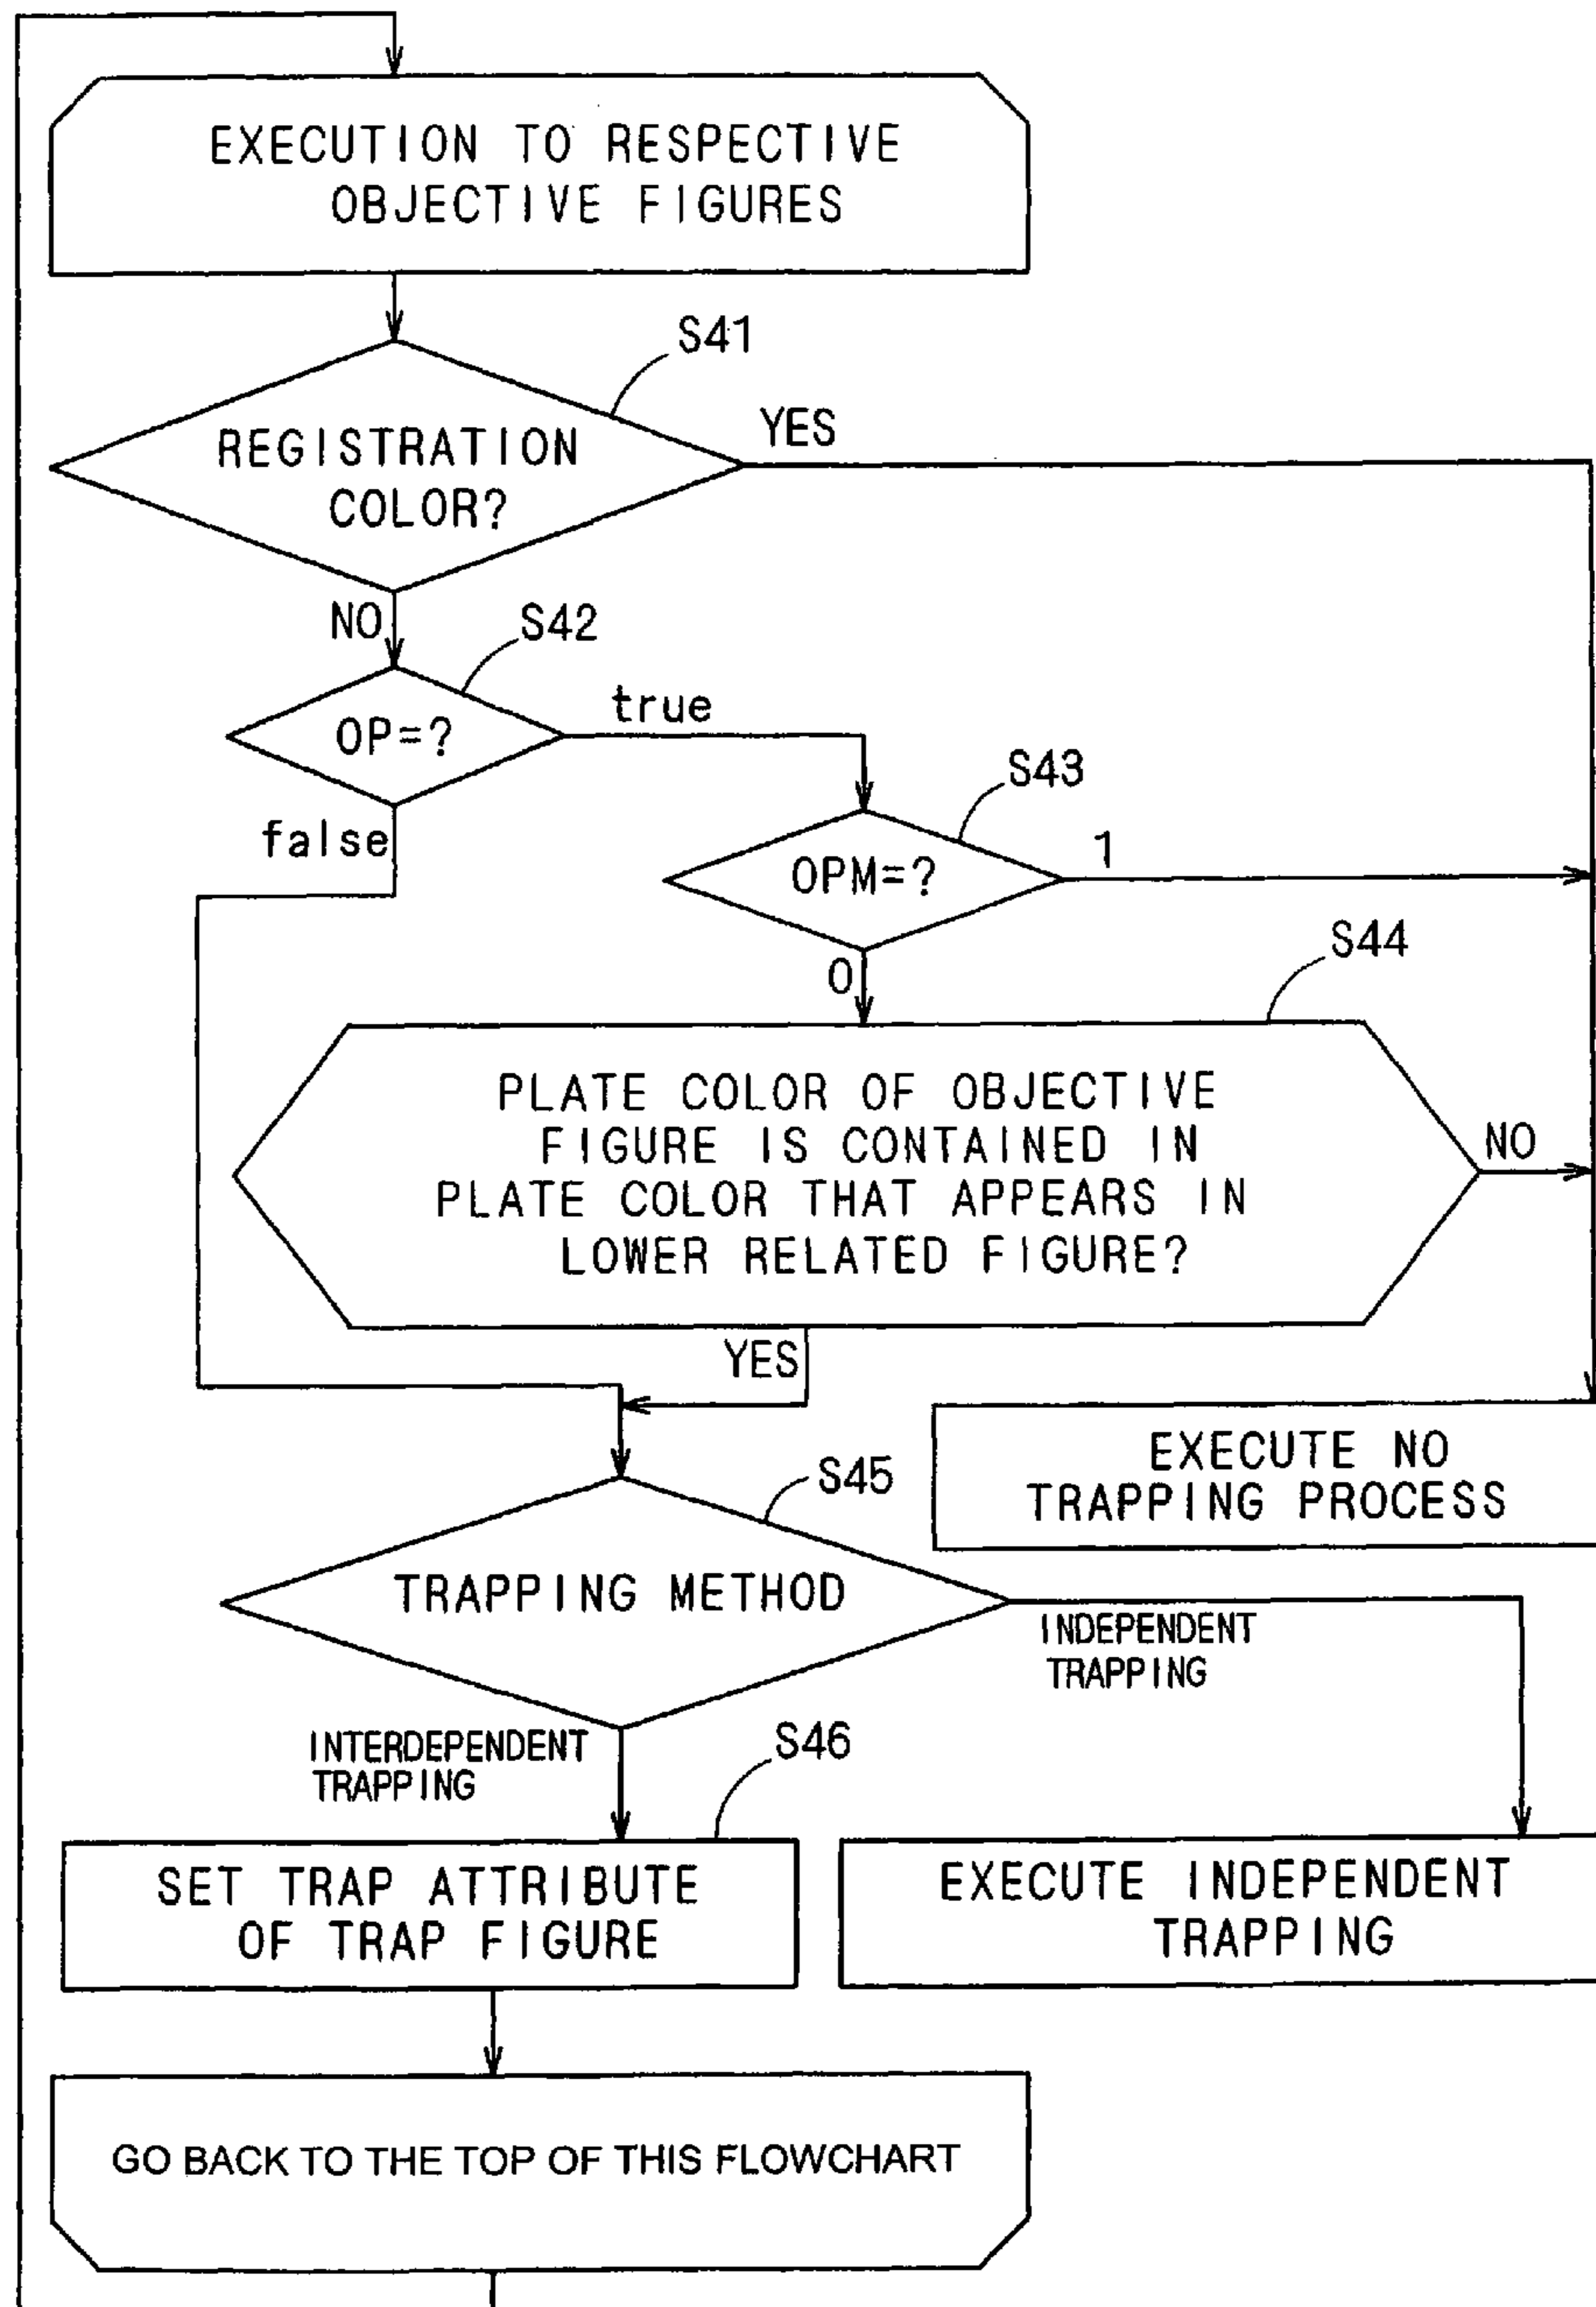 EXECUTION TO RESPECTIVE
OBJECTIVE FIGURES
S41
REGISTRATION
COLOR?
YES
NO
S42
OP=?
true
false
S43
OPM=?
1
0
S44
PLATE COLOR OF OBJECTIVE
FIGURE IS CONTAINED IN
PLATE COLOR THAT APPEARS IN
LOWER RELATED FIGURE?
NO
YES
EXECUTE NO
TRAPPING PROCESS
S45
TRAPPING METHOD
INDEPENDENT
TRAPPING
INTERDEPENDENT
TRAPPING
S46
SET TRAP ATTRIBUTE
OF TRAP FIGURE
EXECUTE INDEPENDENT
TRAPPING
GO BACK TO THE TOP OF THIS FLOWCHART